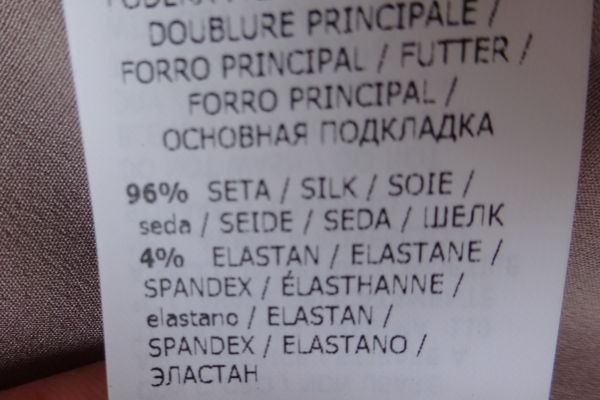 DOUBLURE PRINCIPALE /
FORRO PRINCIPAL / FUTTER /
FORRO PRINCIPAL /
ОСНОВНАЯ ПОДКЛАДКА
96% SETA / SILK / SOIE /
seda / SEIDE / SEDA / ШЕЛК
4% ELASTAN / ELASTANE /
SPANDEX / ÉLASTHANNE /
elastano / ELASTAN /
SPANDEX / ELASTANO /
ЭЛАСТАН